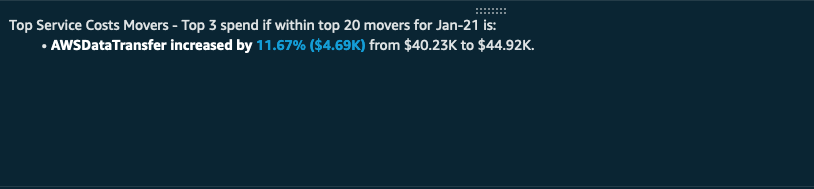 Top Service Costs Movers - Top 3 spend if within top 20 movers for Jan-21 is:
• AWSDataTransfer increased by 11.67% ($4.69K) from $40.23K to $44.92K.